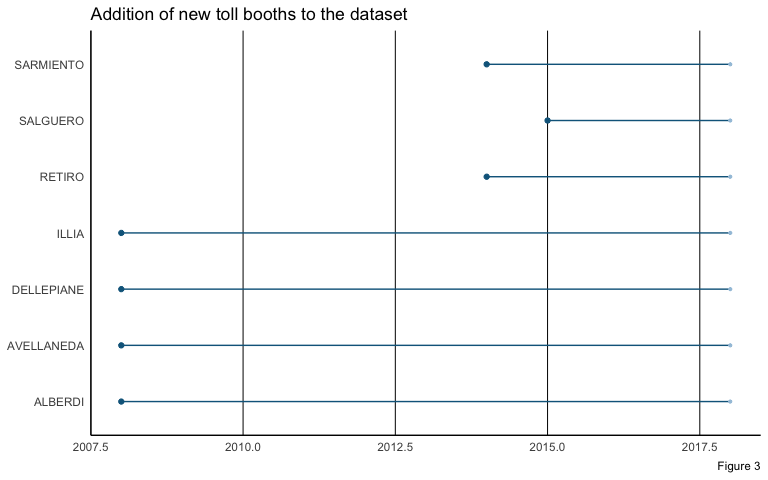 Addition of new toll booths to the dataset
SARMIENTO
SALGUERO
RETIRO
ILLIA
DELLEPIANE
AVELLANEDA
ALBERDI
2007.5 2010.0 2012.5 2015.0 2017.5
Figure 3